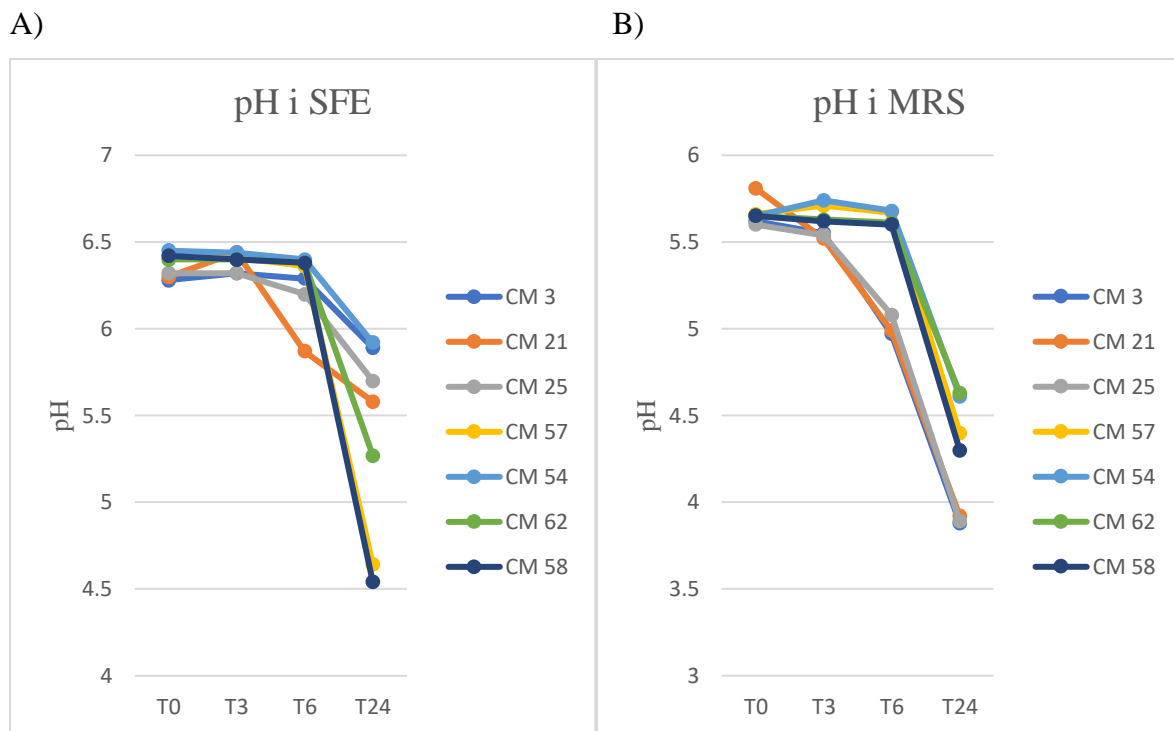 A)
B)
pH i SFE
7
6.5
6
5.5
5
4.5
4
pH
T0 T3 T6 T24
CM 3
CM 21
CM 25
CM 57
CM 54
CM 62
CM 58
pH i MRS
6
5.5
5
4.5
4
3.5
3
pH
T0 T3 T6 T24
CM 3
CM 21
CM 25
CM 57
CM 54
CM 62
CM 58